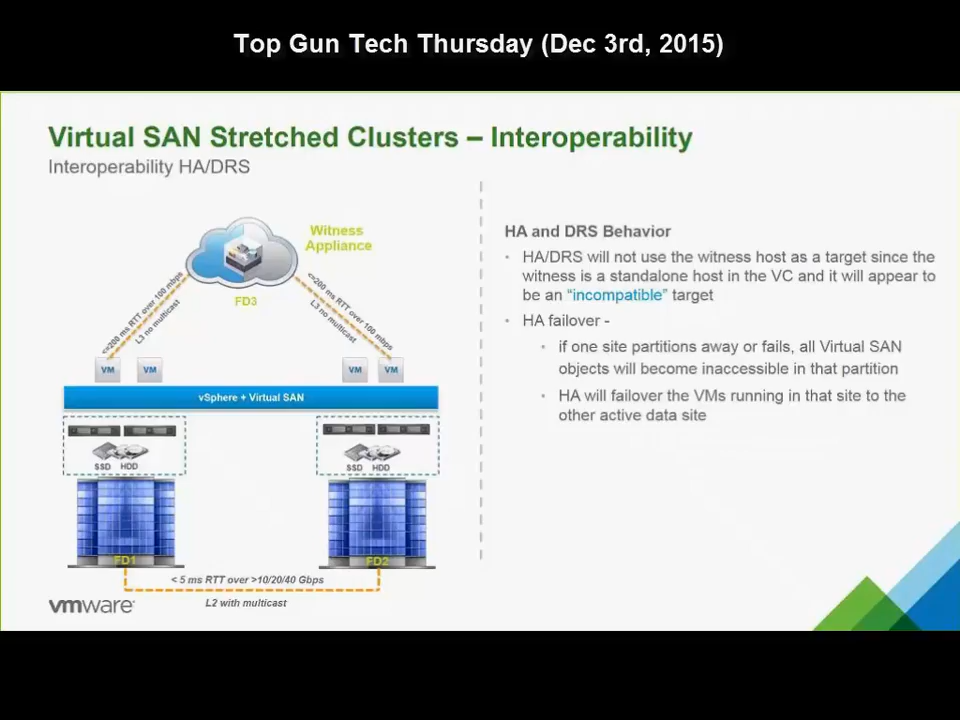 Top Gun Tech Thursday (Dec 3rd, 2015)
Virtual SAN Stretched Clusters – Interoperability
Interoperability HA/DRS
Witness
Appliance
FD3
<=200 ms RTT over 100 mbps
L3 no multicast
<=200 ms RTT over 100 mbps
L3 no multicast
VM
VM
VM
VM
vSphere + Virtual SAN
SSD
HDD
SSD
HDD
FD1
FD2
< 5 ms RTT over >10/20/40 Gbps
L2 with multicast
HA and DRS Behavior
• HA/DRS will not use the witness host as a target since the
witness is a standalone host in the VC and it will appear to
be an “incompatible” target
• HA failover -
• if one site partitions away or fails, all Virtual SAN
objects will become inaccessible in that partition
• HA will failover the VMs running in that site to the
other active data site
vmware